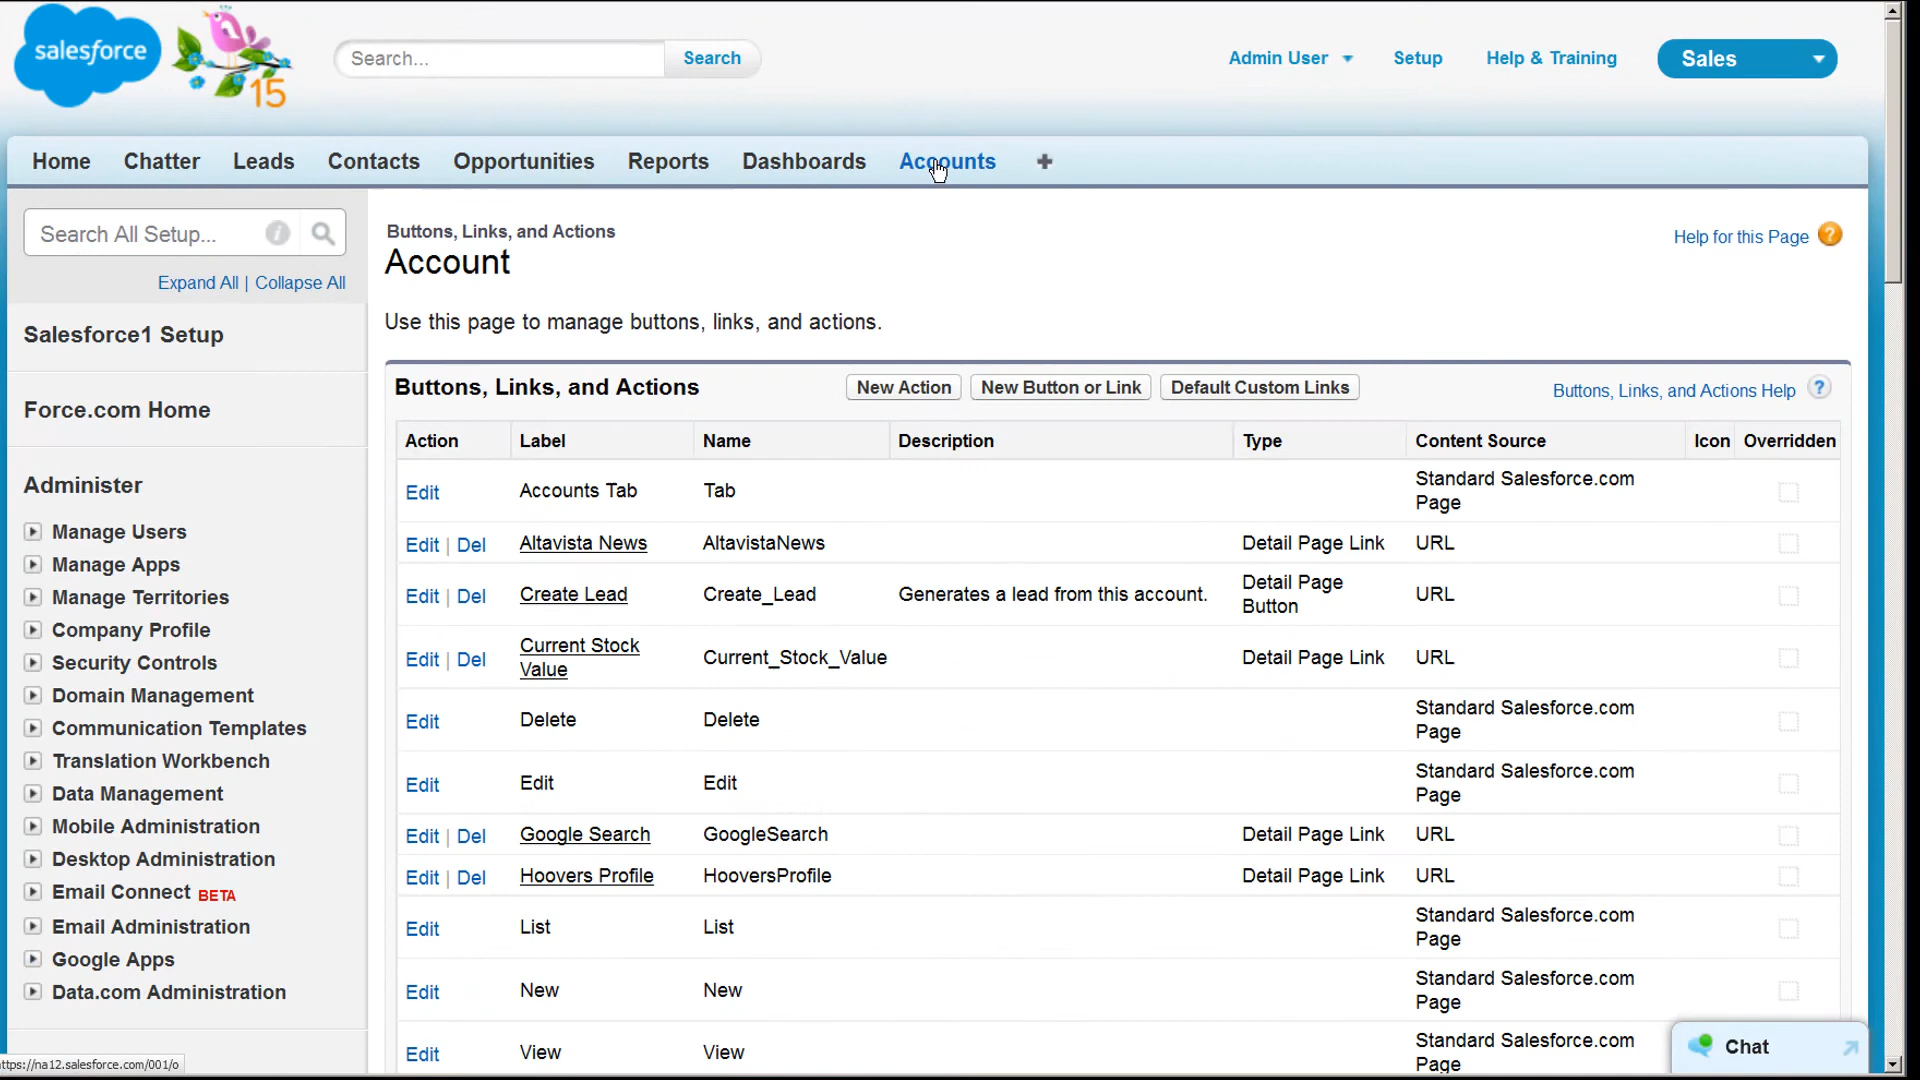 salesforce
15
Search...
Search
Admin User
Setup
Help & Training
Sales
Home
Chatter
Leads
Contacts
Opportunities
Reports
Dashboards
Accounts
Search All Setup...
Expand All | Collapse All
Salesforce1 Setup
Force.com Home
Administer
Manage Users
Manage Apps
Manage Territories
Company Profile
Security Controls
Domain Management
Communication Templates
Translation Workbench
Data Management
Mobile Administration
Desktop Administration
Email Connect BETA
Email Administration
Google Apps
Data.com Administration
Buttons, Links, and Actions
Account
Help for this Page
Use this page to manage buttons, links, and actions.
Buttons, Links, and Actions
New Action
New Button or Link
Default Custom Links
Buttons, Links, and Actions Help
Action Label Name Description Type Content Source Icon Overridden
Edit Accounts Tab Tab Standard Salesforce.com
Page
Edit | Del Altavista News AltavistaNews Detail Page Link URL
Edit | Del Create Lead Create_Lead Generates a lead from this account. Detail Page
Button URL
Edit | Del Current Stock
Value Current_Stock_Value Detail Page Link URL
Edit Delete Delete Standard Salesforce.com
Page
Edit Edit Edit Standard Salesforce.com
Page
Edit | Del Google Search GoogleSearch Detail Page Link URL
Edit | Del Hoovers Profile HooversProfile Detail Page Link URL
Edit List List Standard Salesforce.com
Page
Edit New New Standard Salesforce.com
Page
Edit View View Standard Salesforce.com
Page
Chat
ttps://na12.salesforce.com/001/o